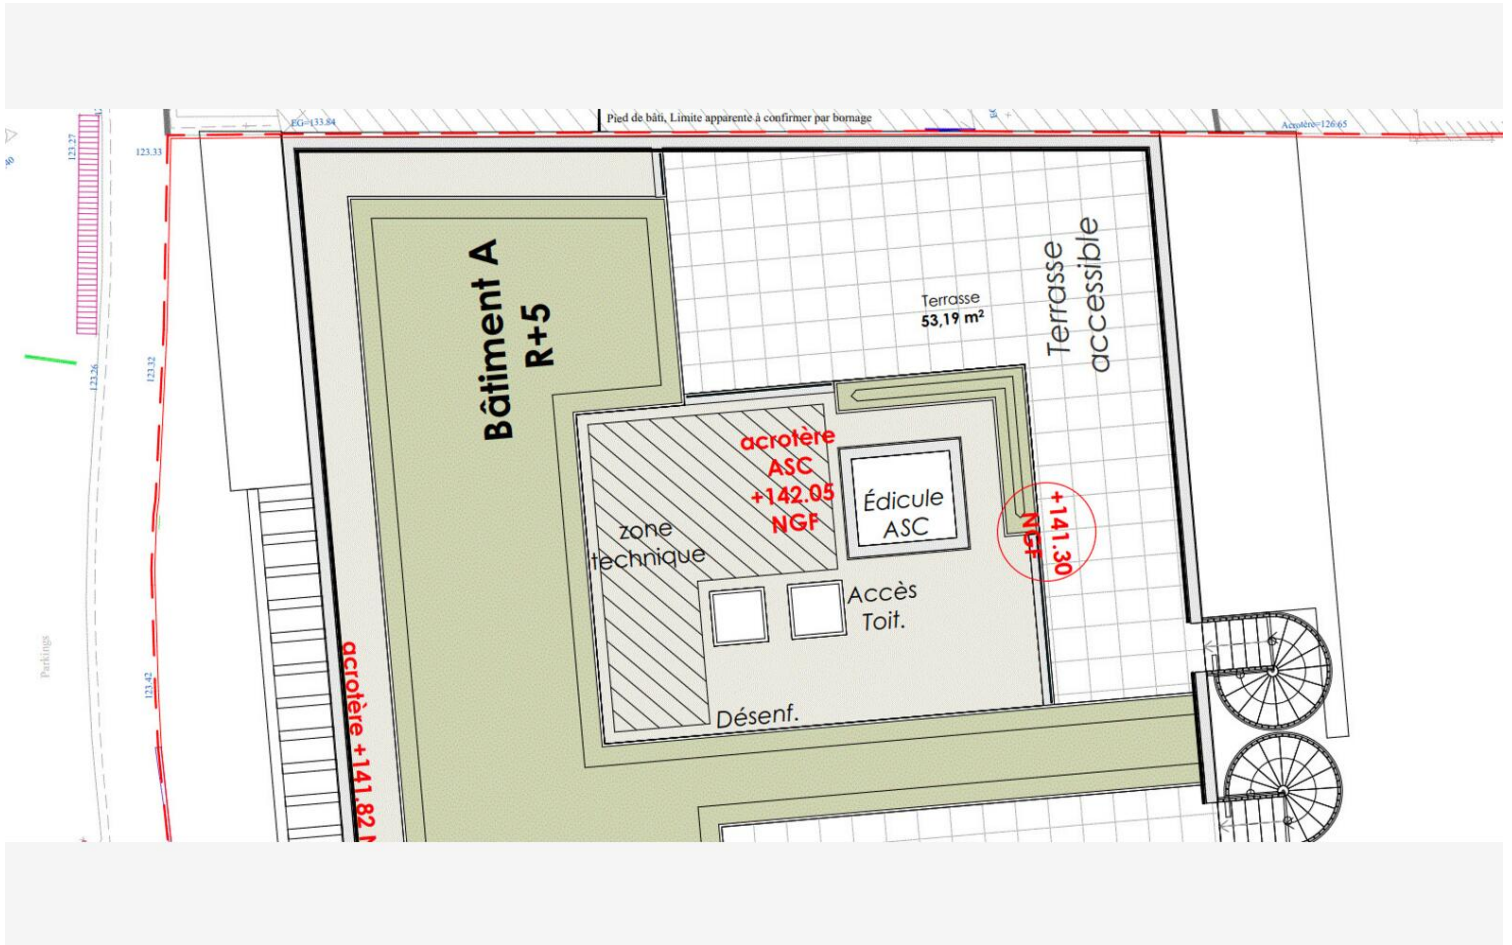 EG=133.84
Pied de bâti, Limite apparente à confirmer par bornage
Acrotère=126.65
123.27
123.33
123.32
123.26
123.42
Parkings
Bâtiment A
R+5
Terrasse
53,19 m²
Terrasse
accessible
acrotère
ASC
+142.05
NGF
Édicule
ASC
+141.30
NGF
zone
technique
Accès
Toit.
Désenf.
acrotère +141.82 N